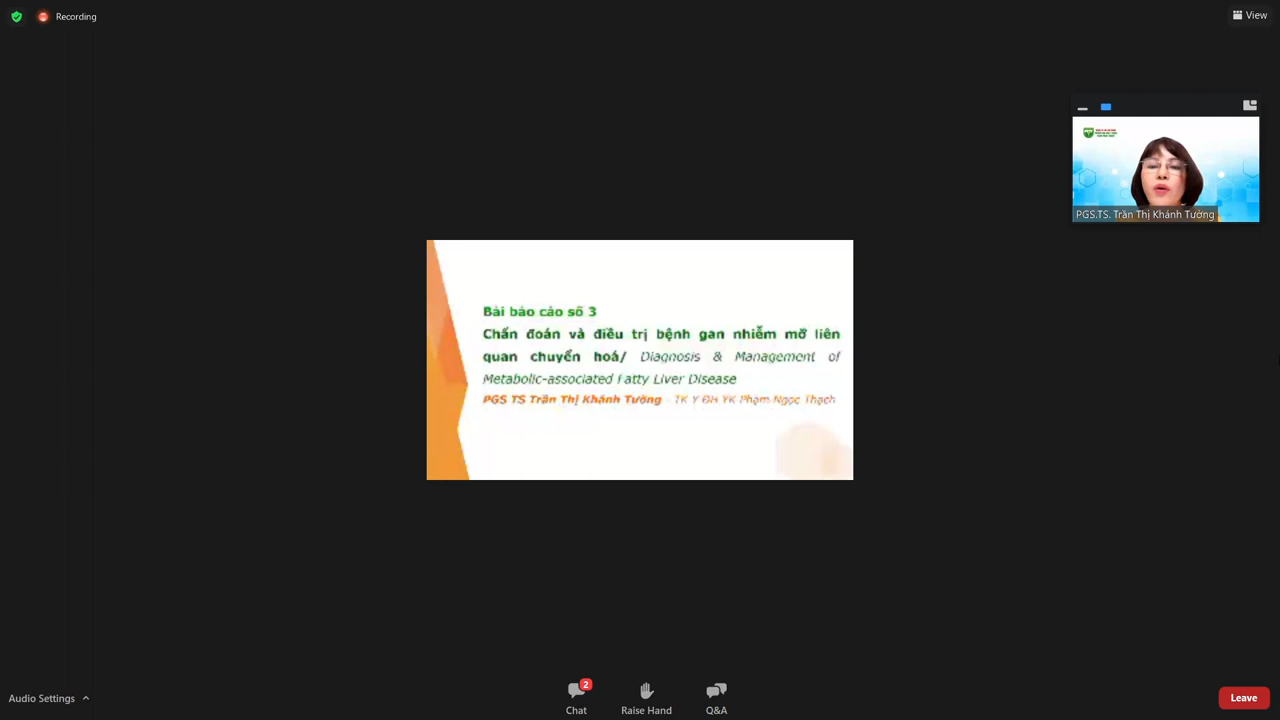 Recording
View
PGS.TS. Trần Thị Khánh Tường
Bài báo cáo số 3
Chẩn đoán và điều trị bệnh gan nhiễm mỡ liên
quan chuyển hoá/ Diagnosis & Management of
Metabolic-associated Fatty Liver Disease
PGS TS Trần Thị Khánh Tường - TK Y ĐH YK Phạm Ngọc Thạch
Audio Settings
2
Chat
Raise Hand
Q&A
Leave